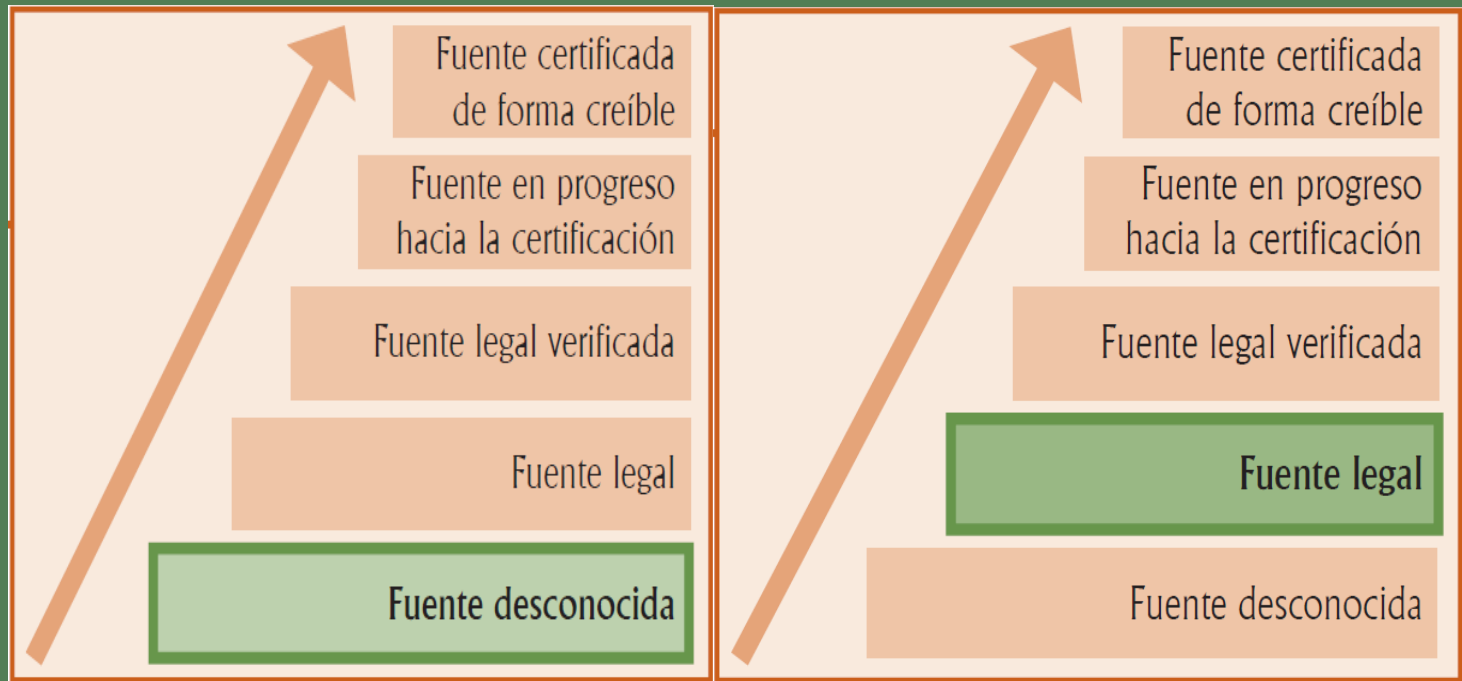 Fuente certificada
de forma creíble
Fuente en progreso
hacia la certificación
Fuente legal verificada
Fuente legal
Fuente desconocida
Fuente certificada
de forma creíble
Fuente en progreso
hacia la certificación
Fuente legal verificada
Fuente legal
Fuente desconocida